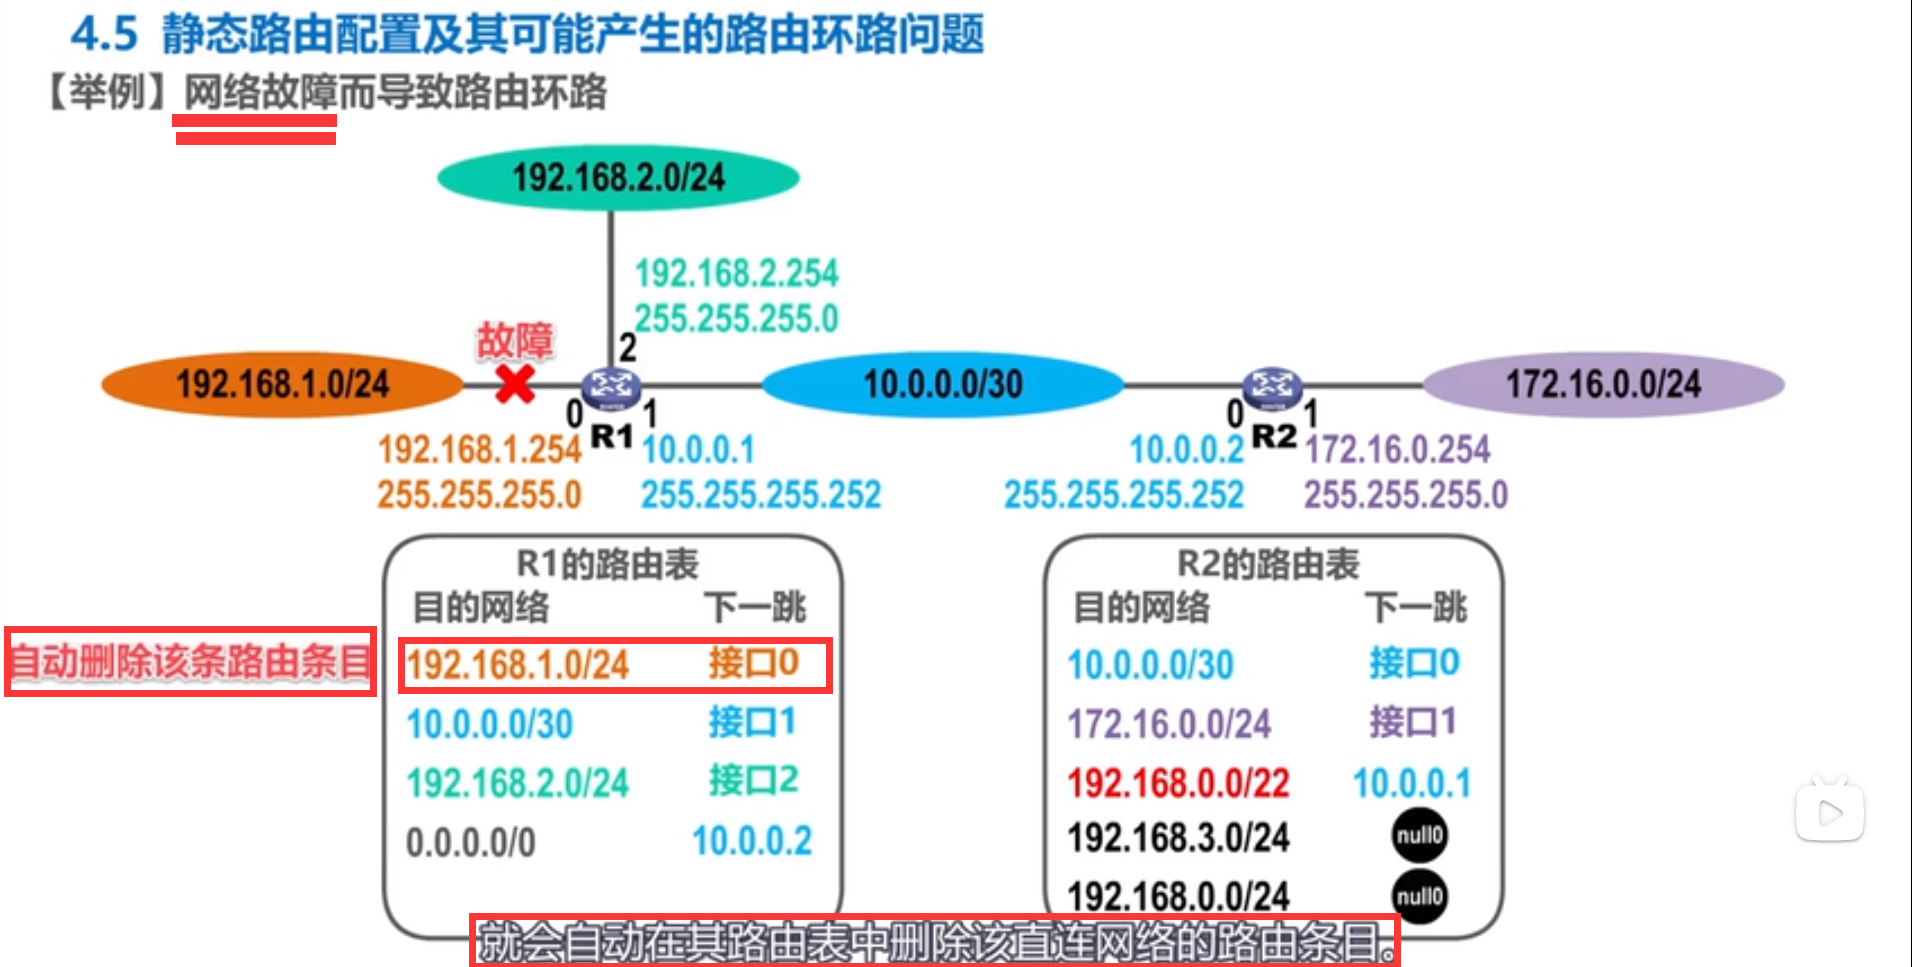 4.5 静态路由配置及其可能产生的路由环路问题
【举例】网络故障而导致路由环路
192.168.2.0/24
192.168.2.254
255.255.255.0
故障
2
192.168.1.0/24
10.0.0.0/30
172.16.0.0/24
0
R1
1
0
R2
1
192.168.1.254
255.255.255.0
10.0.0.1
255.255.255.252
10.0.0.2
255.255.255.252
172.16.0.254
255.255.255.0
自动删除该条路由条目
R1的路由表
目的网络 下一跳
192.168.1.0/24 接口0
10.0.0.0/30 接口1
192.168.2.0/24 接口2
0.0.0.0/0 10.0.0.2
R2的路由表
目的网络 下一跳
10.0.0.0/30 接口0
172.16.0.0/24 接口1
192.168.0.0/22 10.0.0.1
192.168.3.0/24 null0
192.168.0.0/24 null0
就会自动在其路由表中删除该直连网络的路由条目。